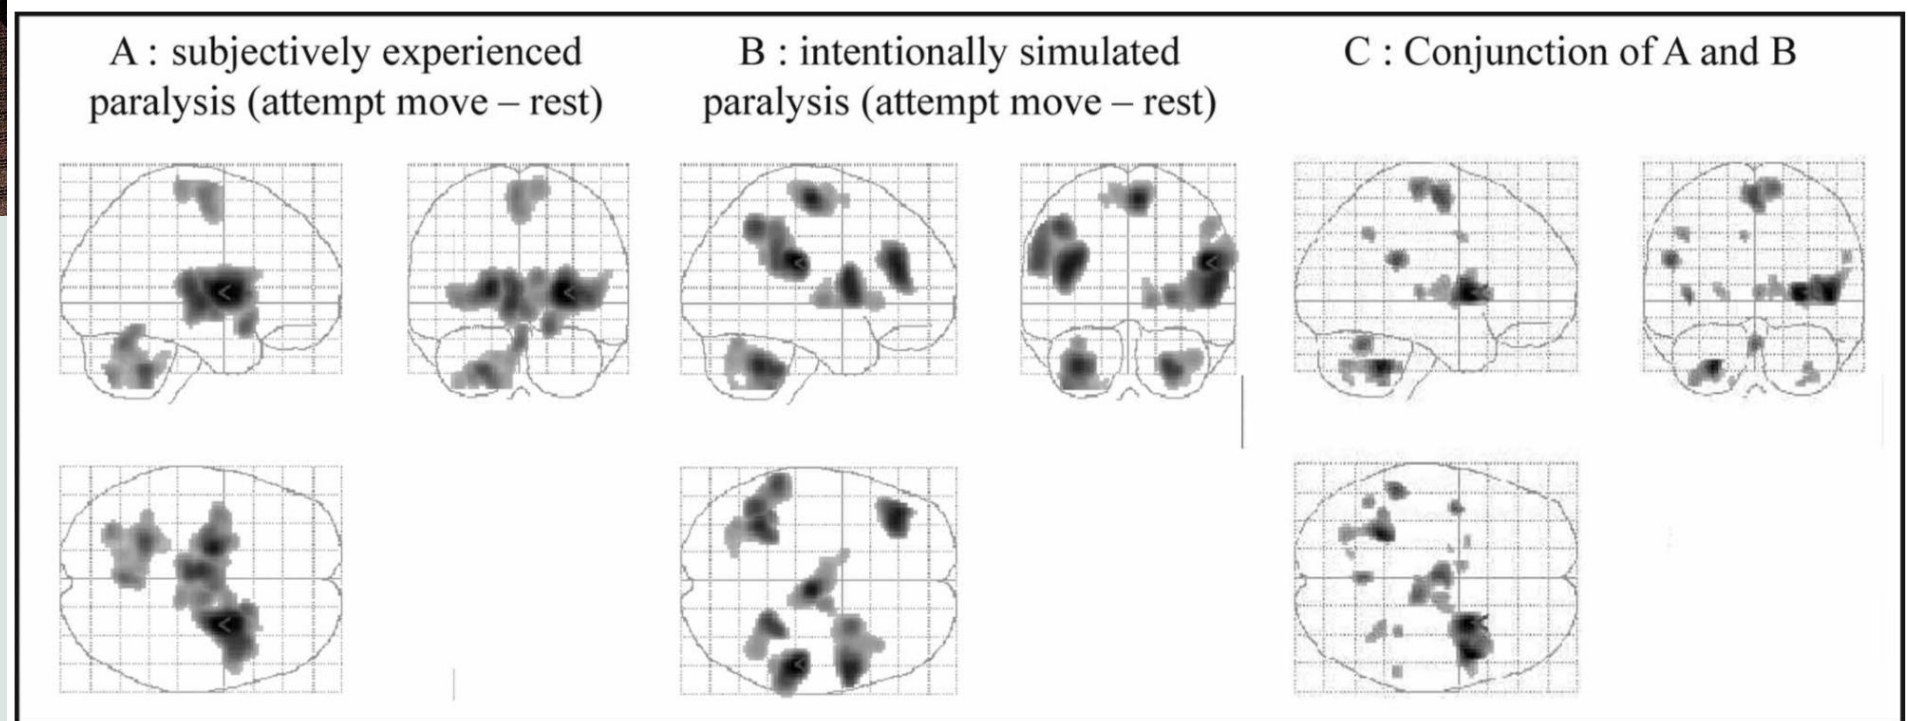 A : subjectively experienced
paralysis (attempt move – rest)
B : intentionally simulated
paralysis (attempt move – rest)
C : Conjunction of A and B